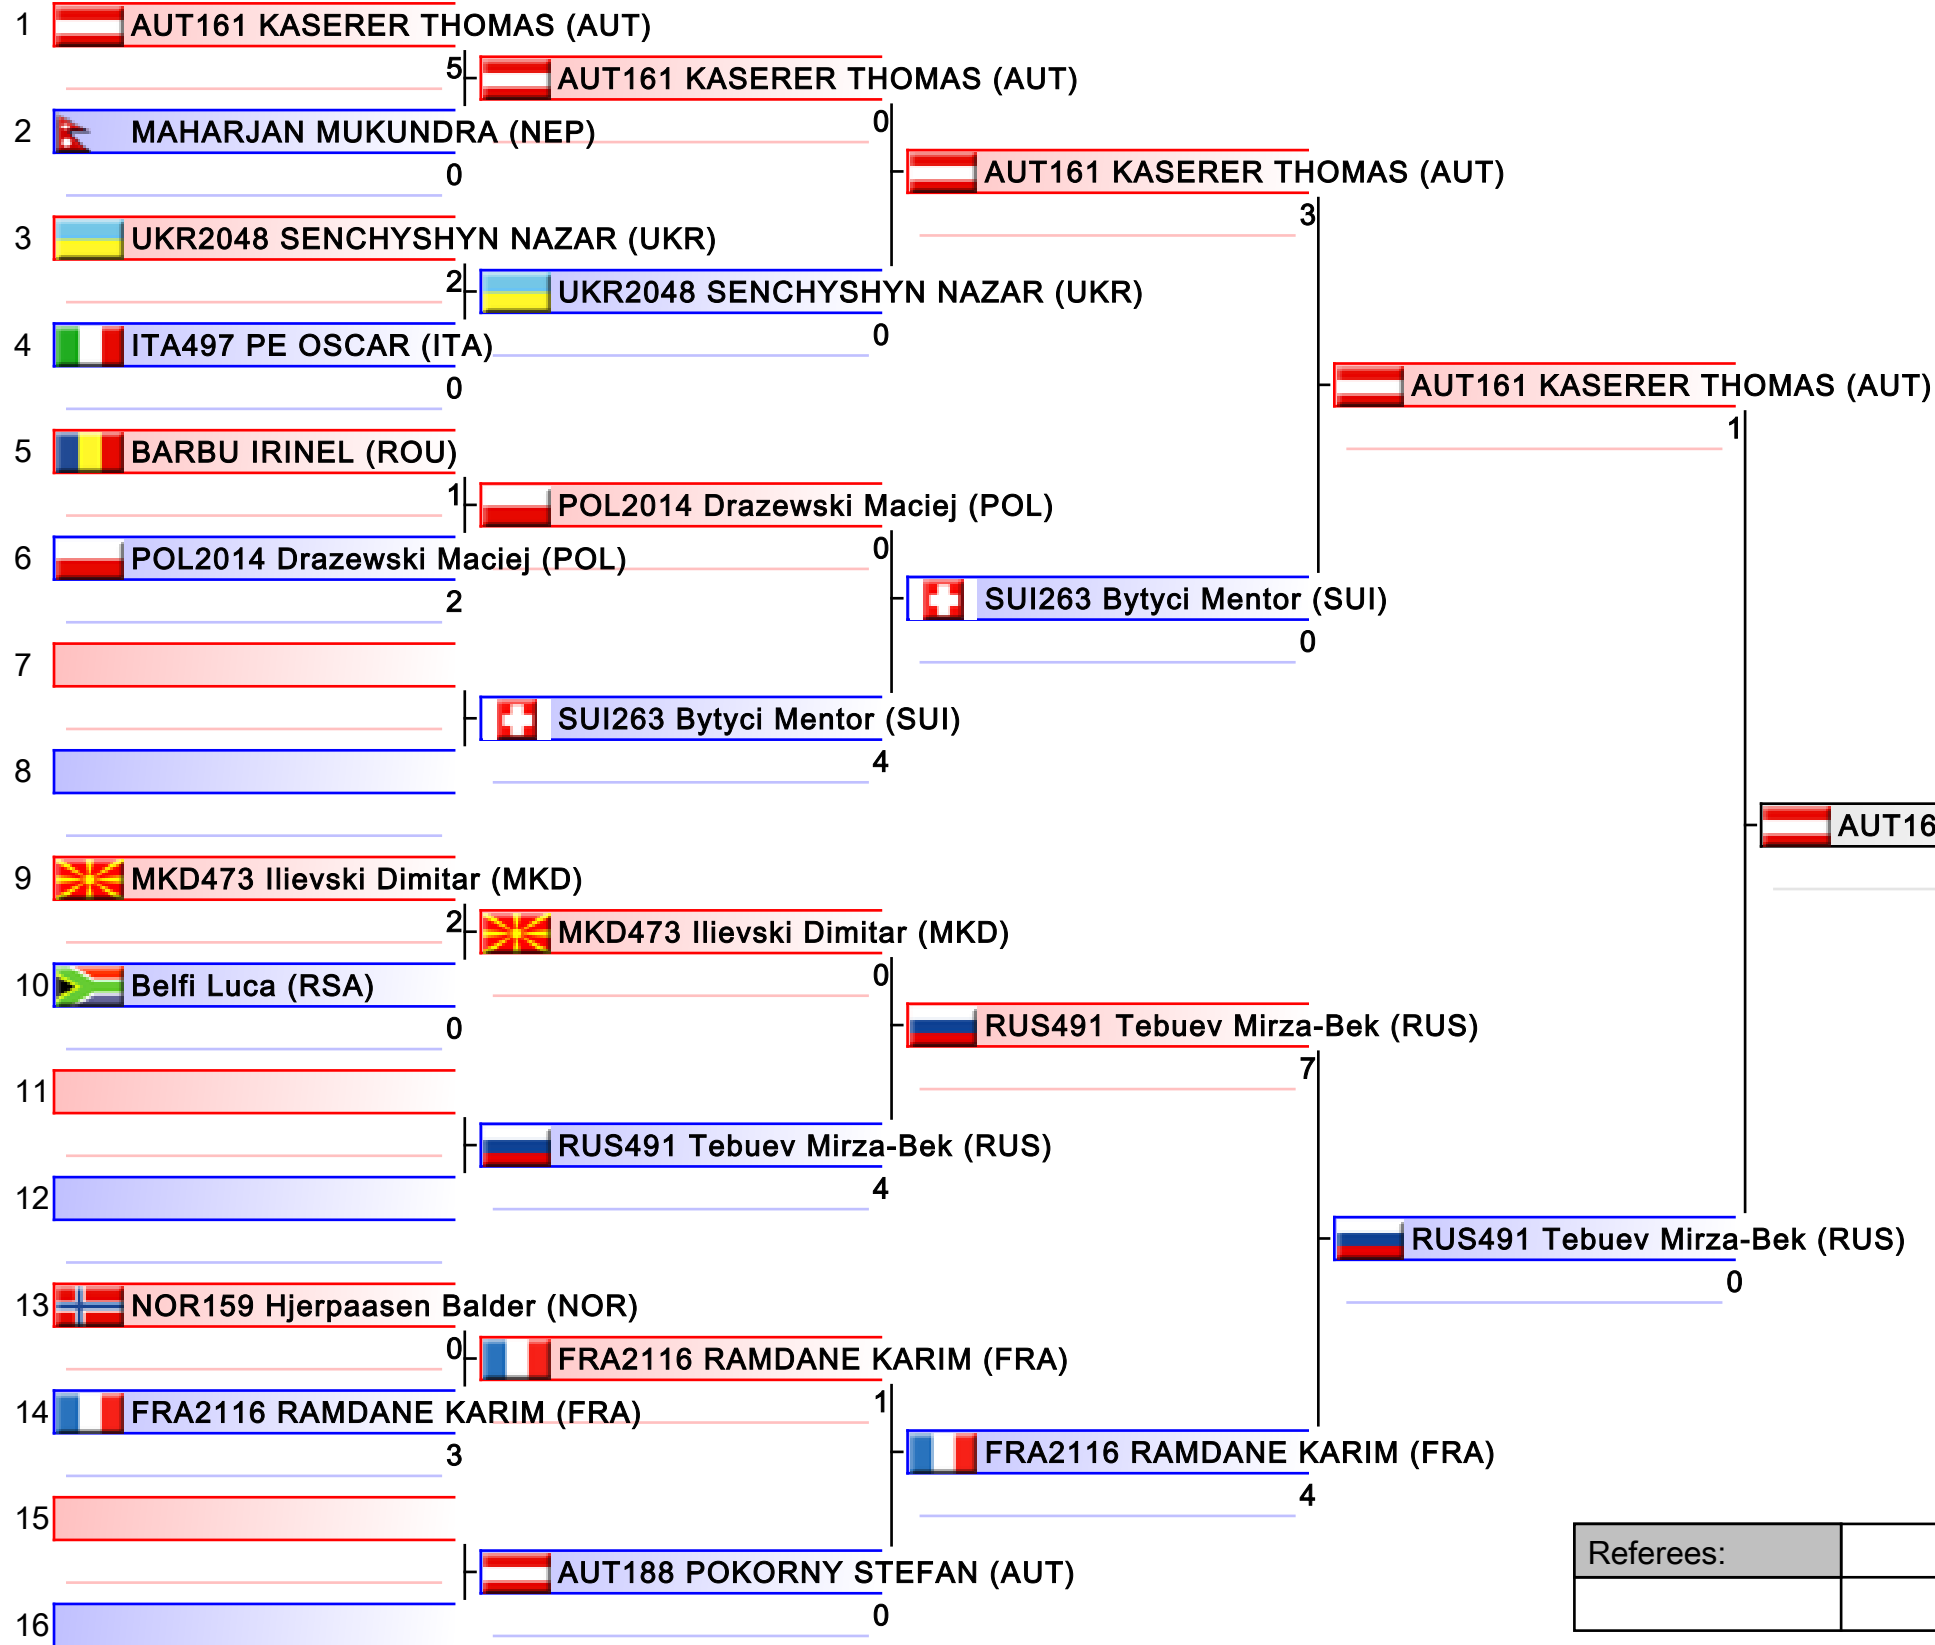 1 AUT161 KASERER THOMAS (AUT)
5 AUT161 KASERER THOMAS (AUT)
0
2 MAHARJAN MUKUNDRA (NEP)
0
AUT161 KASERER THOMAS (AUT)
3
3 UKR2048 SENCHYSHYN NAZAR (UKR)
2 UKR2048 SENCHYSHYN NAZAR (UKR)
0
4 ITA497 PE OSCAR (ITA)
0
AUT161 KASERER THOMAS (AUT)
1
5 BARBU IRINEL (ROU)
1 POL2014 Drazewski Maciej (POL)
0
6 POL2014 Drazewski Maciej (POL)
2
SUI263 Bytyci Mentor (SUI)
0
7
SUI263 Bytyci Mentor (SUI)
4
8
AUT16
9 MKD473 Ilievski Dimitar (MKD)
2 MKD473 Ilievski Dimitar (MKD)
0
10 Belfi Luca (RSA)
0
RUS491 Tebuev Mirza-Bek (RUS)
7
11
RUS491 Tebuev Mirza-Bek (RUS)
4
12
RUS491 Tebuev Mirza-Bek (RUS)
0
13 NOR159 Hjerpaasen Balder (NOR)
0 FRA2116 RAMDANE KARIM (FRA)
1
14 FRA2116 RAMDANE KARIM (FRA)
3
FRA2116 RAMDANE KARIM (FRA)
4
15
AUT188 POKORNY STEFAN (AUT)
0
16
Referees: